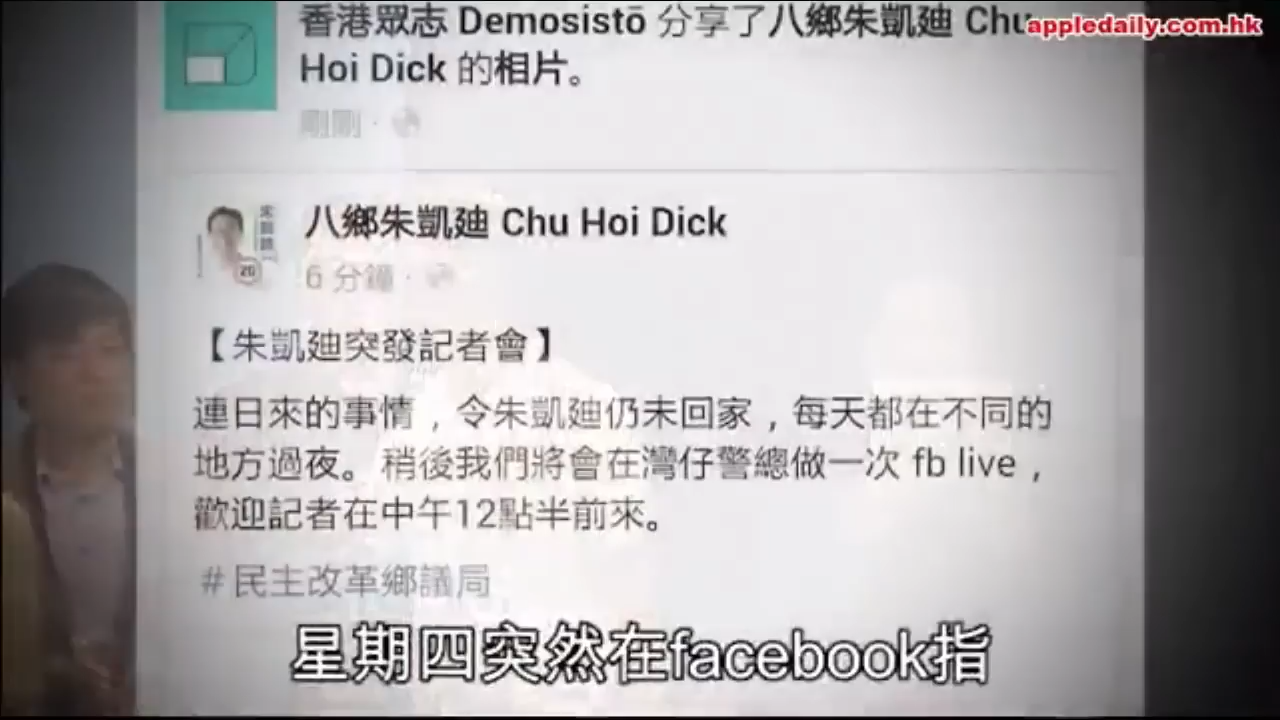 香港眾志 Demosistō 分享了八鄉朱凱廸 Chu
appledaily.com.hk
Hoi Dick 的相片。
剛剛
八鄉朱凱廸 Chu Hoi Dick
6 分鐘
【朱凱廸突發記者會】
連日來的事情，令朱凱廸仍未回家，每天都在不同的
地方過夜。稍後我們將會在灣仔警總做一次 fb live，
歡迎記者在中午12點半前來。
#民主改革鄉議局
星期四突然在facebook指